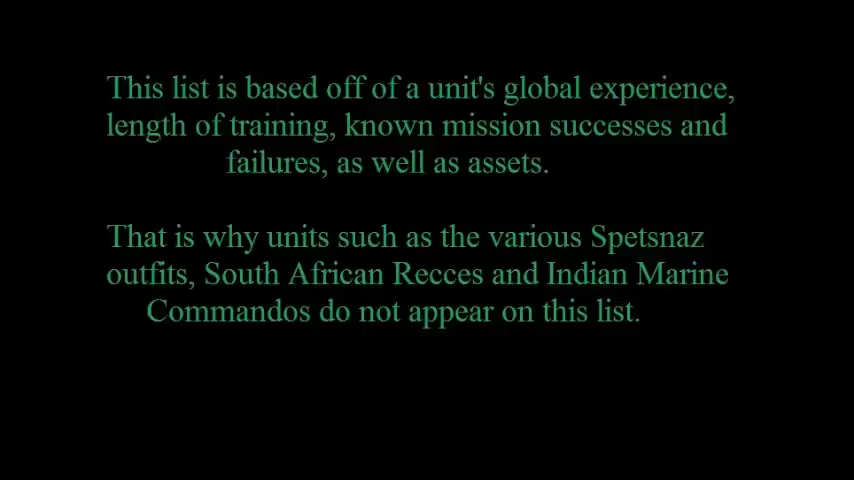 This list is based off of a unit's global experience,
length of training, known mission successes and
failures, as well as assets.
That is why units such as the various Spetsnaz
outfits, South African Recces and Indian Marine
Commandos do not appear on this list.